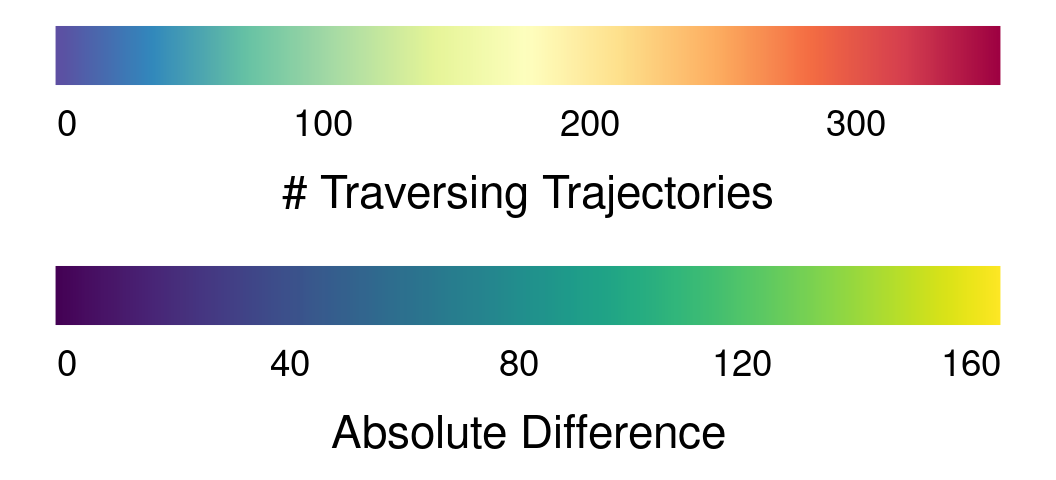 0 100 200 300
# Traversing Trajectories
0 40 80 120 160
Absolute Difference